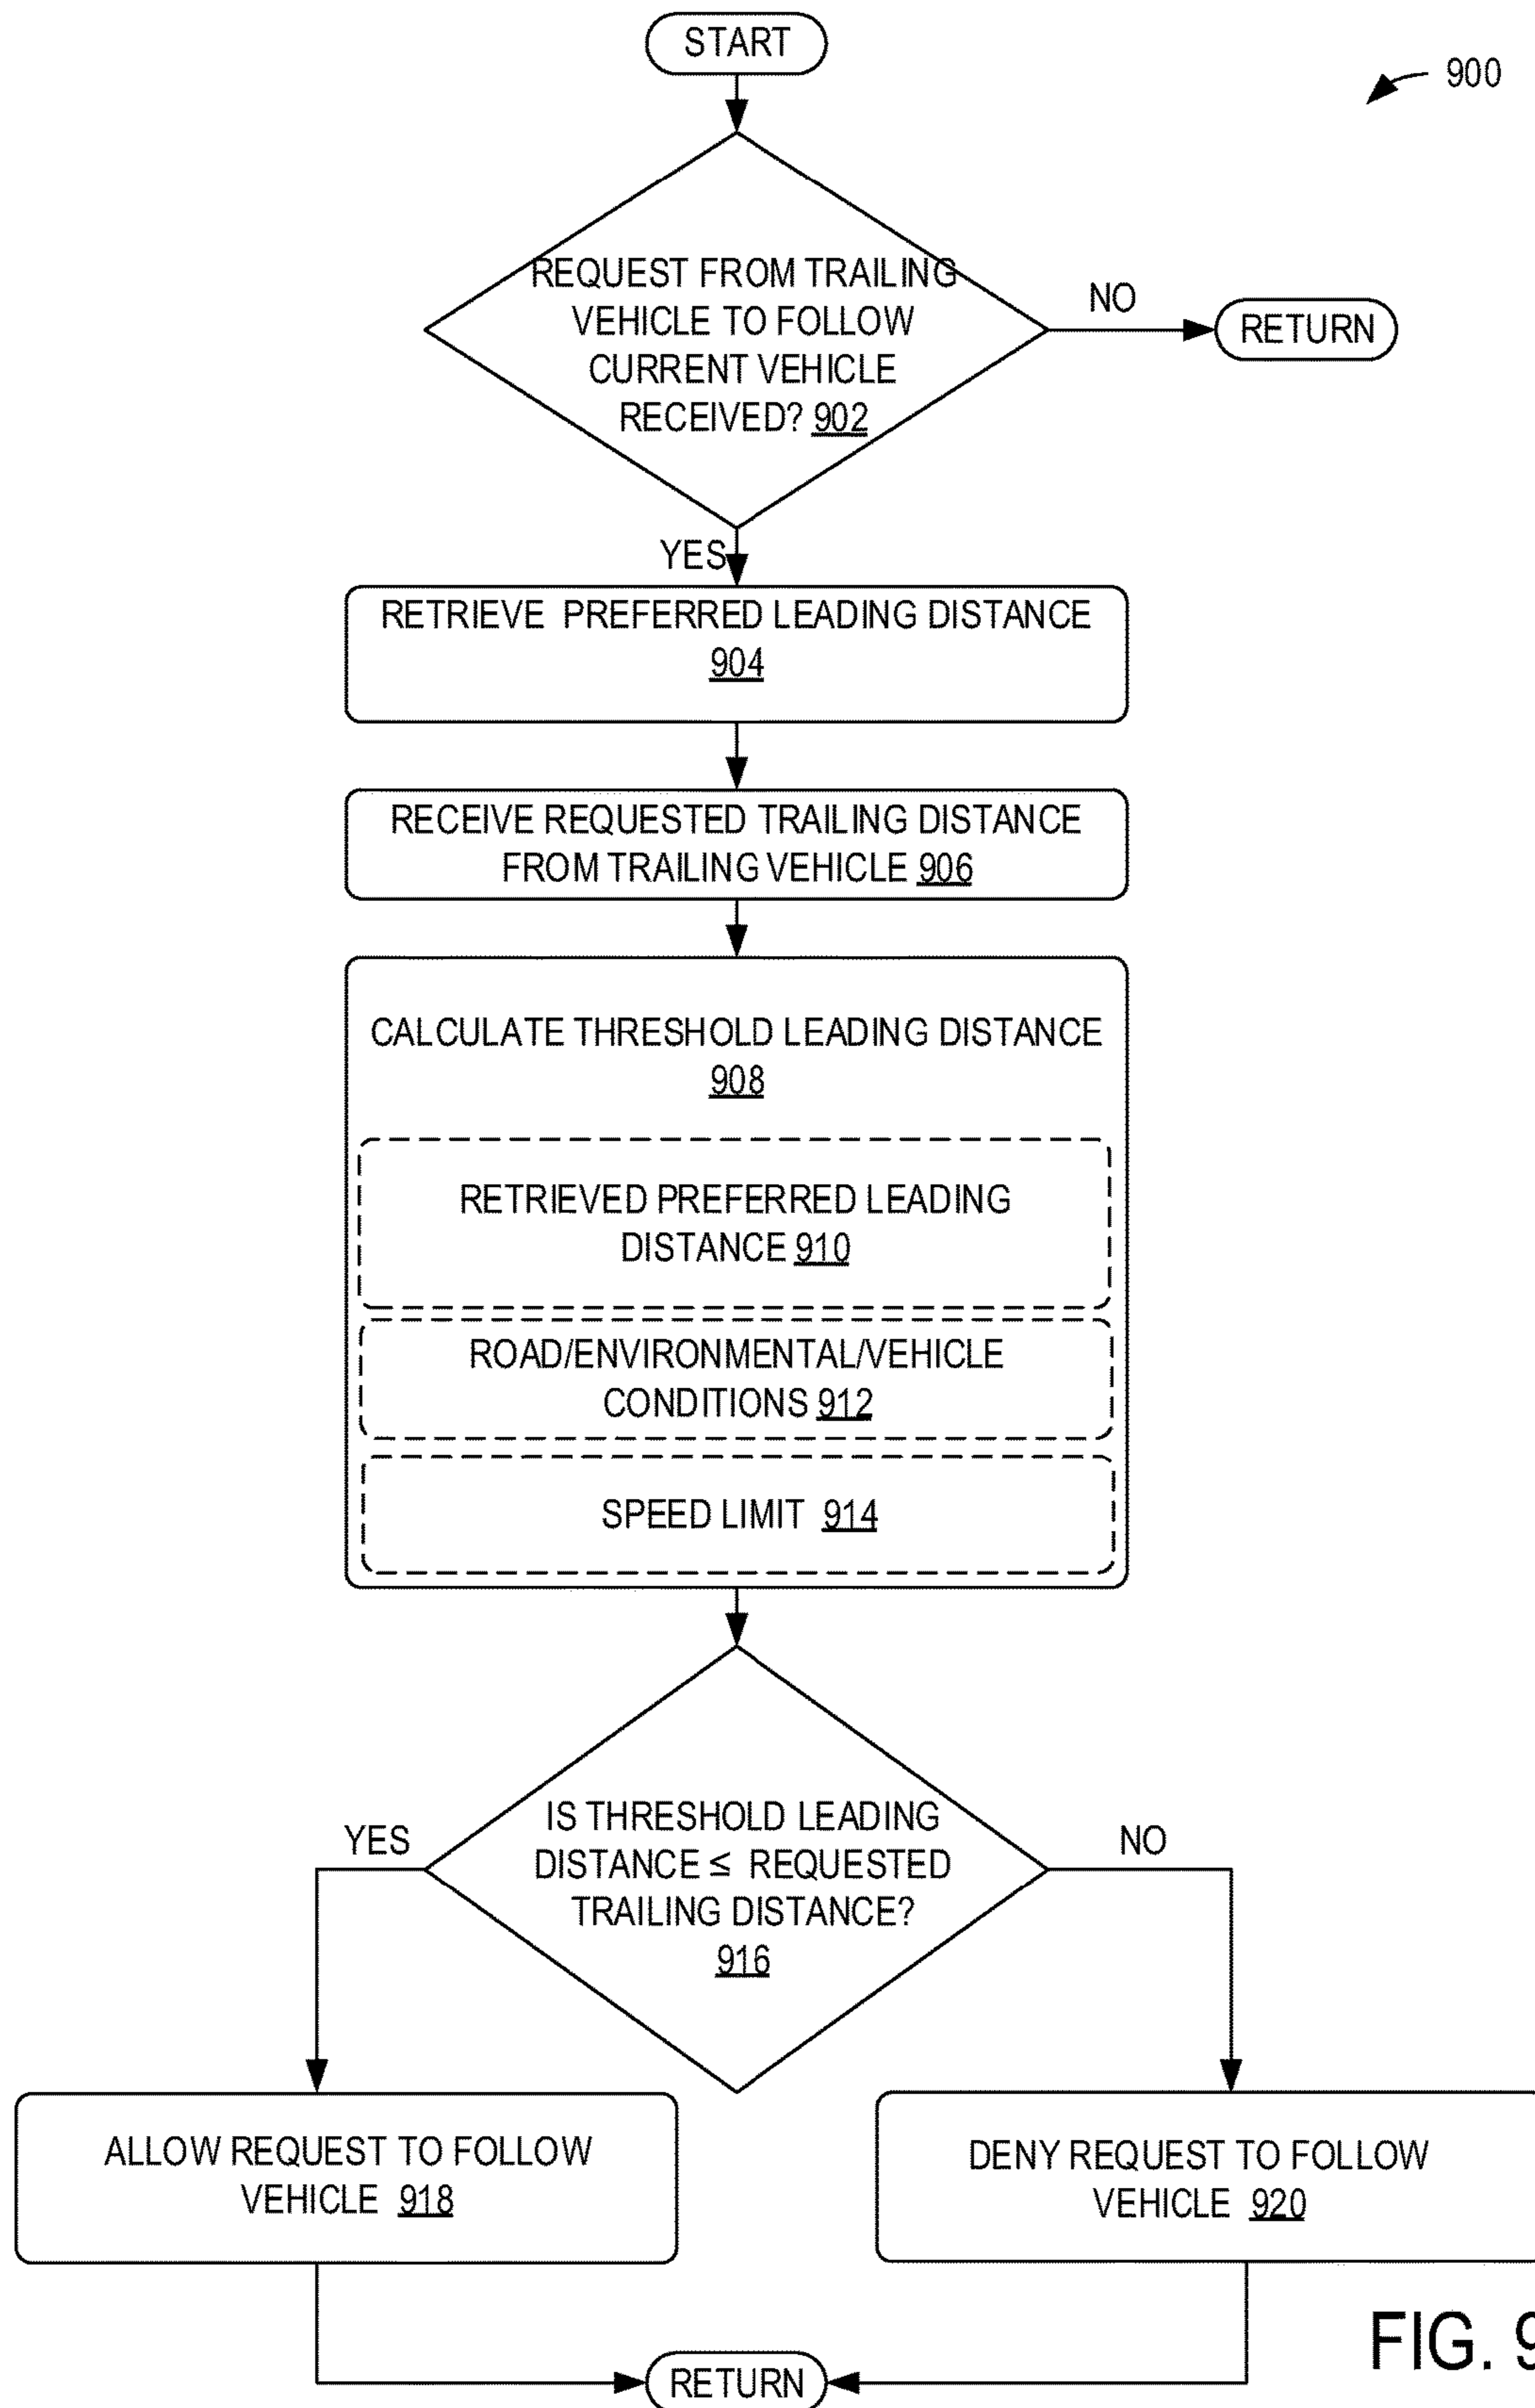 START
900
REQUEST FROM TRAILING
VEHICLE TO FOLLOW
CURRENT VEHICLE
RECEIVED? 902
NO
RETURN
YES
RETRIEVE PREFERRED LEADING DISTANCE
904
RECEIVE REQUESTED TRAILING DISTANCE
FROM TRAILING VEHICLE 906
CALCULATE THRESHOLD LEADING DISTANCE
908
RETRIEVED PREFERRED LEADING
DISTANCE 910
ROAD/ENVIRONMENTAL/VEHICLE
CONDITIONS 912
SPEED LIMIT 914
IS THRESHOLD LEADING
DISTANCE ≤ REQUESTED
TRAILING DISTANCE?
916
YES
NO
ALLOW REQUEST TO FOLLOW
VEHICLE 918
DENY REQUEST TO FOLLOW
VEHICLE 920
RETURN
FIG. 9